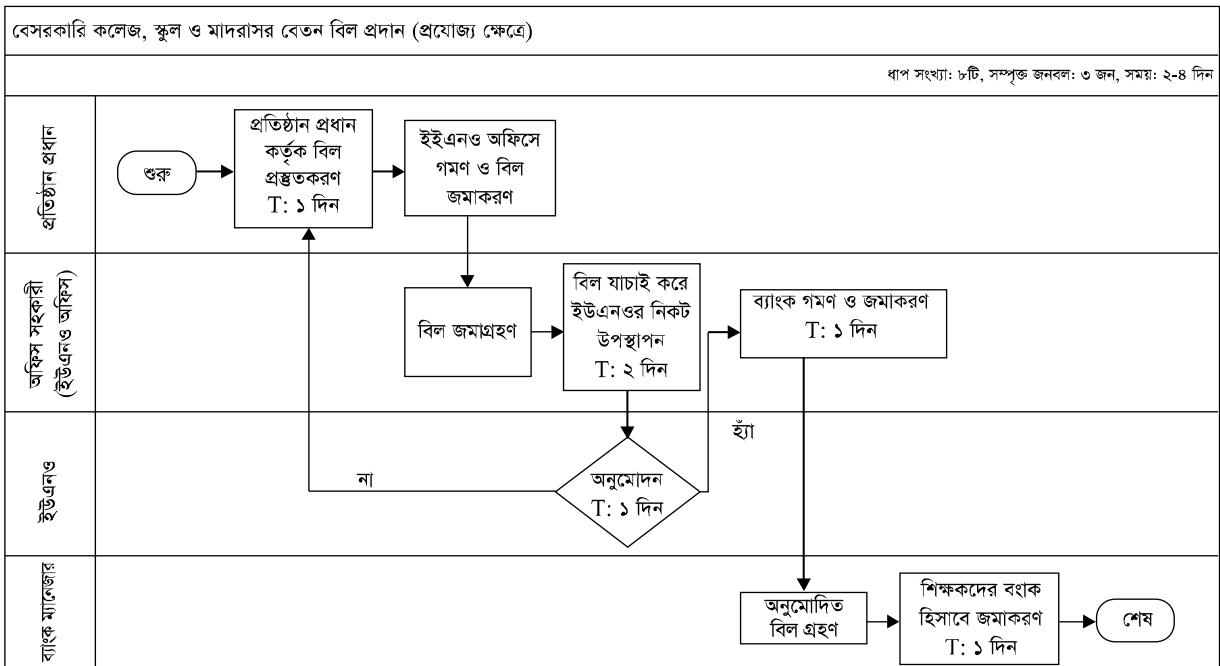 বেসরকারি কলেজ, স্কুল ও মাদরাসর বেতন বিল প্রদান (প্রযোজ্য ক্ষেত্রে)
ধাপ সংখ্যা: ৮টি, সম্পৃক্ত জনবল: ৩ জন, সময়: ২-৪ দিন
প্রতিষ্ঠান প্রধান
শুরু
প্রতিষ্ঠান প্রধান
কর্তৃক বিল
প্রস্তুতকরণ
T: ১ দিন
ইইএনও অফিসে
গমণ ও বিল
জমাকরণ
অফিস সহকারী
(ইউএনও অফিস)
বিল জমাগ্রহণ
বিল যাচাই করে
ইউএনওর নিকট
উপস্থাপন
T: ২ দিন
ব্যাংক গমণ ও জমাকরণ
T: ১ দিন
ইউএনও
না
অনুমোদন
T: ১ দিন
হ্যাঁ
ব্যাংক ম্যানেজার
অনুমোদিত
বিল গ্রহণ
শিক্ষকদের বংাক
হিসাবে জমাকরণ
T: ১ দিন
শেষ